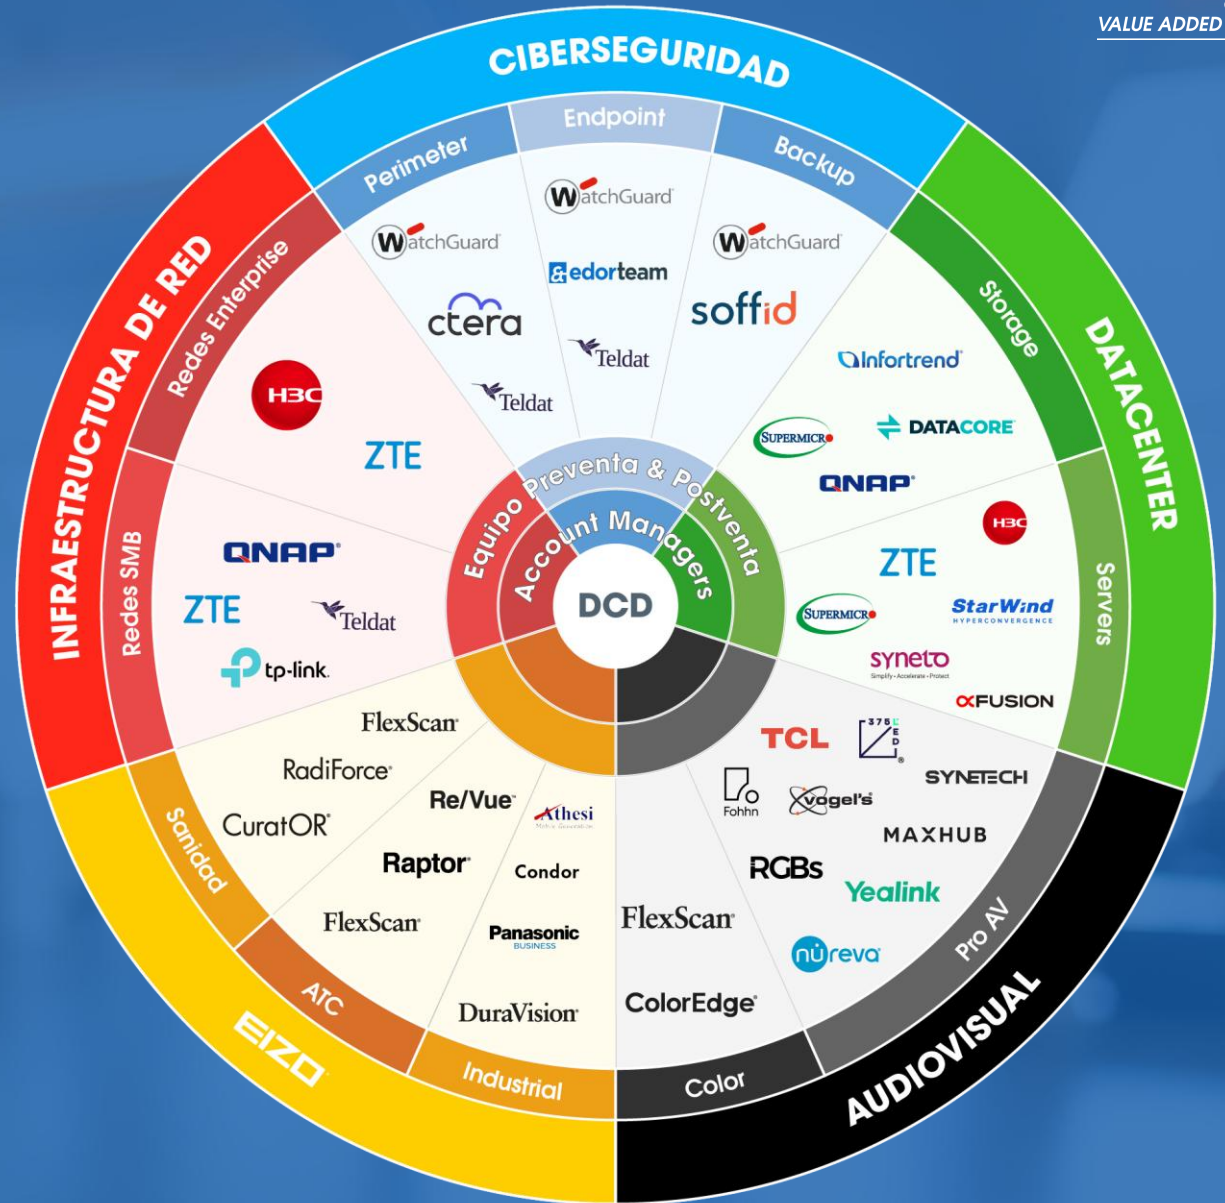 VALUE ADDED
CIBERSEGURIDAD
Perimeter
Endpoint
Backup
WatchGuard
ctera
Teldat
WatchGuard
edorteam
Teldat
WatchGuard
soffid
DATACENTER
Storage
Infortrend
SUPERMICRO
DATACORE
QNAP
Servers
H3C
ZTE
SUPERMICRO
StarWind
HYPERCONVERGENCE
syneto
Simplify • Accelerate • Protect
XFUSION
AUDIOVISUAL
Pro AV
TCL
375
LEDI
SYNETECH
Fohhn
vogel's
MAXHUB
RGBs
Yealink
nureva
Color
FlexScan
ColorEdge
EIZO
Industrial
Athesi
Condor
Panasonic
BUSINESS
DuraVision
ATC
Re/Vue
Raptor
FlexScan
Sanidad
FlexScan
RadiForce
CuratOR
INFRAESTRUCTURA DE RED
Redes SMB
QNAP
ZTE
Teldat
tp-link
Redes Enterprise
H3C
ZTE
Equipo Preventa & Postventa
Account Managers
DCD